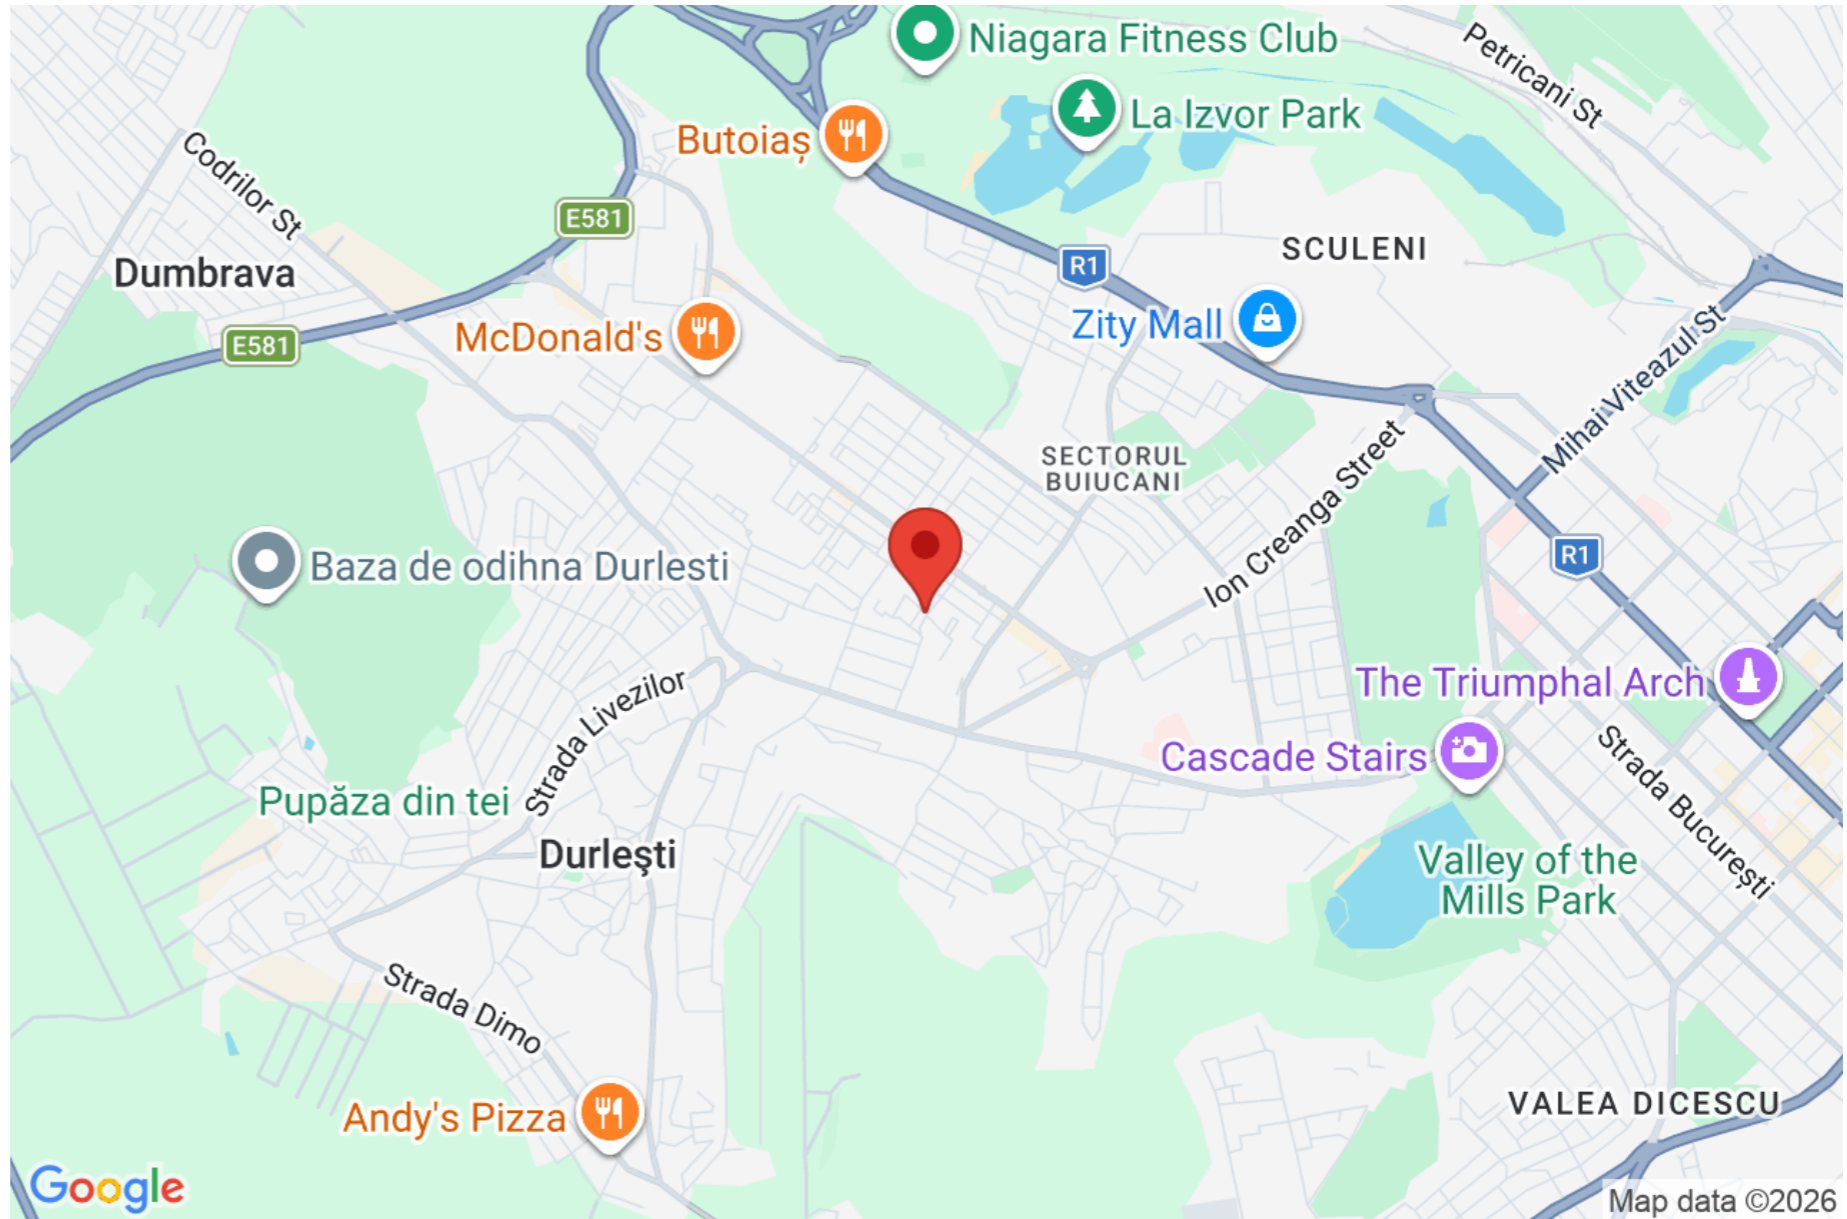 Niagara Fitness Club
Petricani St
La Izvor Park
Butoiaș
Codrilor St
E581
SCULENI
R1
Dumbrava
Zity Mall
McDonald's
E581
Mihai Viteazul St
SECTORUL
BUIUCANI
Ion Creanga Street
R1
Baza de odihna Durlesti
The Triumphal Arch
Strada Livezilor
Cascade Stairs
Strada București
Pupăza din tei
Durleşti
Valley of the
Mills Park
Strada Dimo
VALEA DICESCU
Andy's Pizza
Google
Map data ©2026